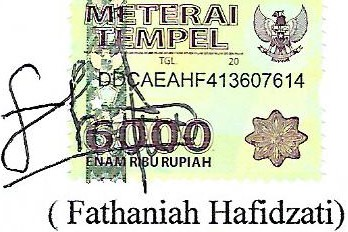 METERAI
TEMPEL
TGL. 20
DDCAEAHF413607614
6000
ENAM RIBU RUPIAH
( Fathaniah Hafidzati)